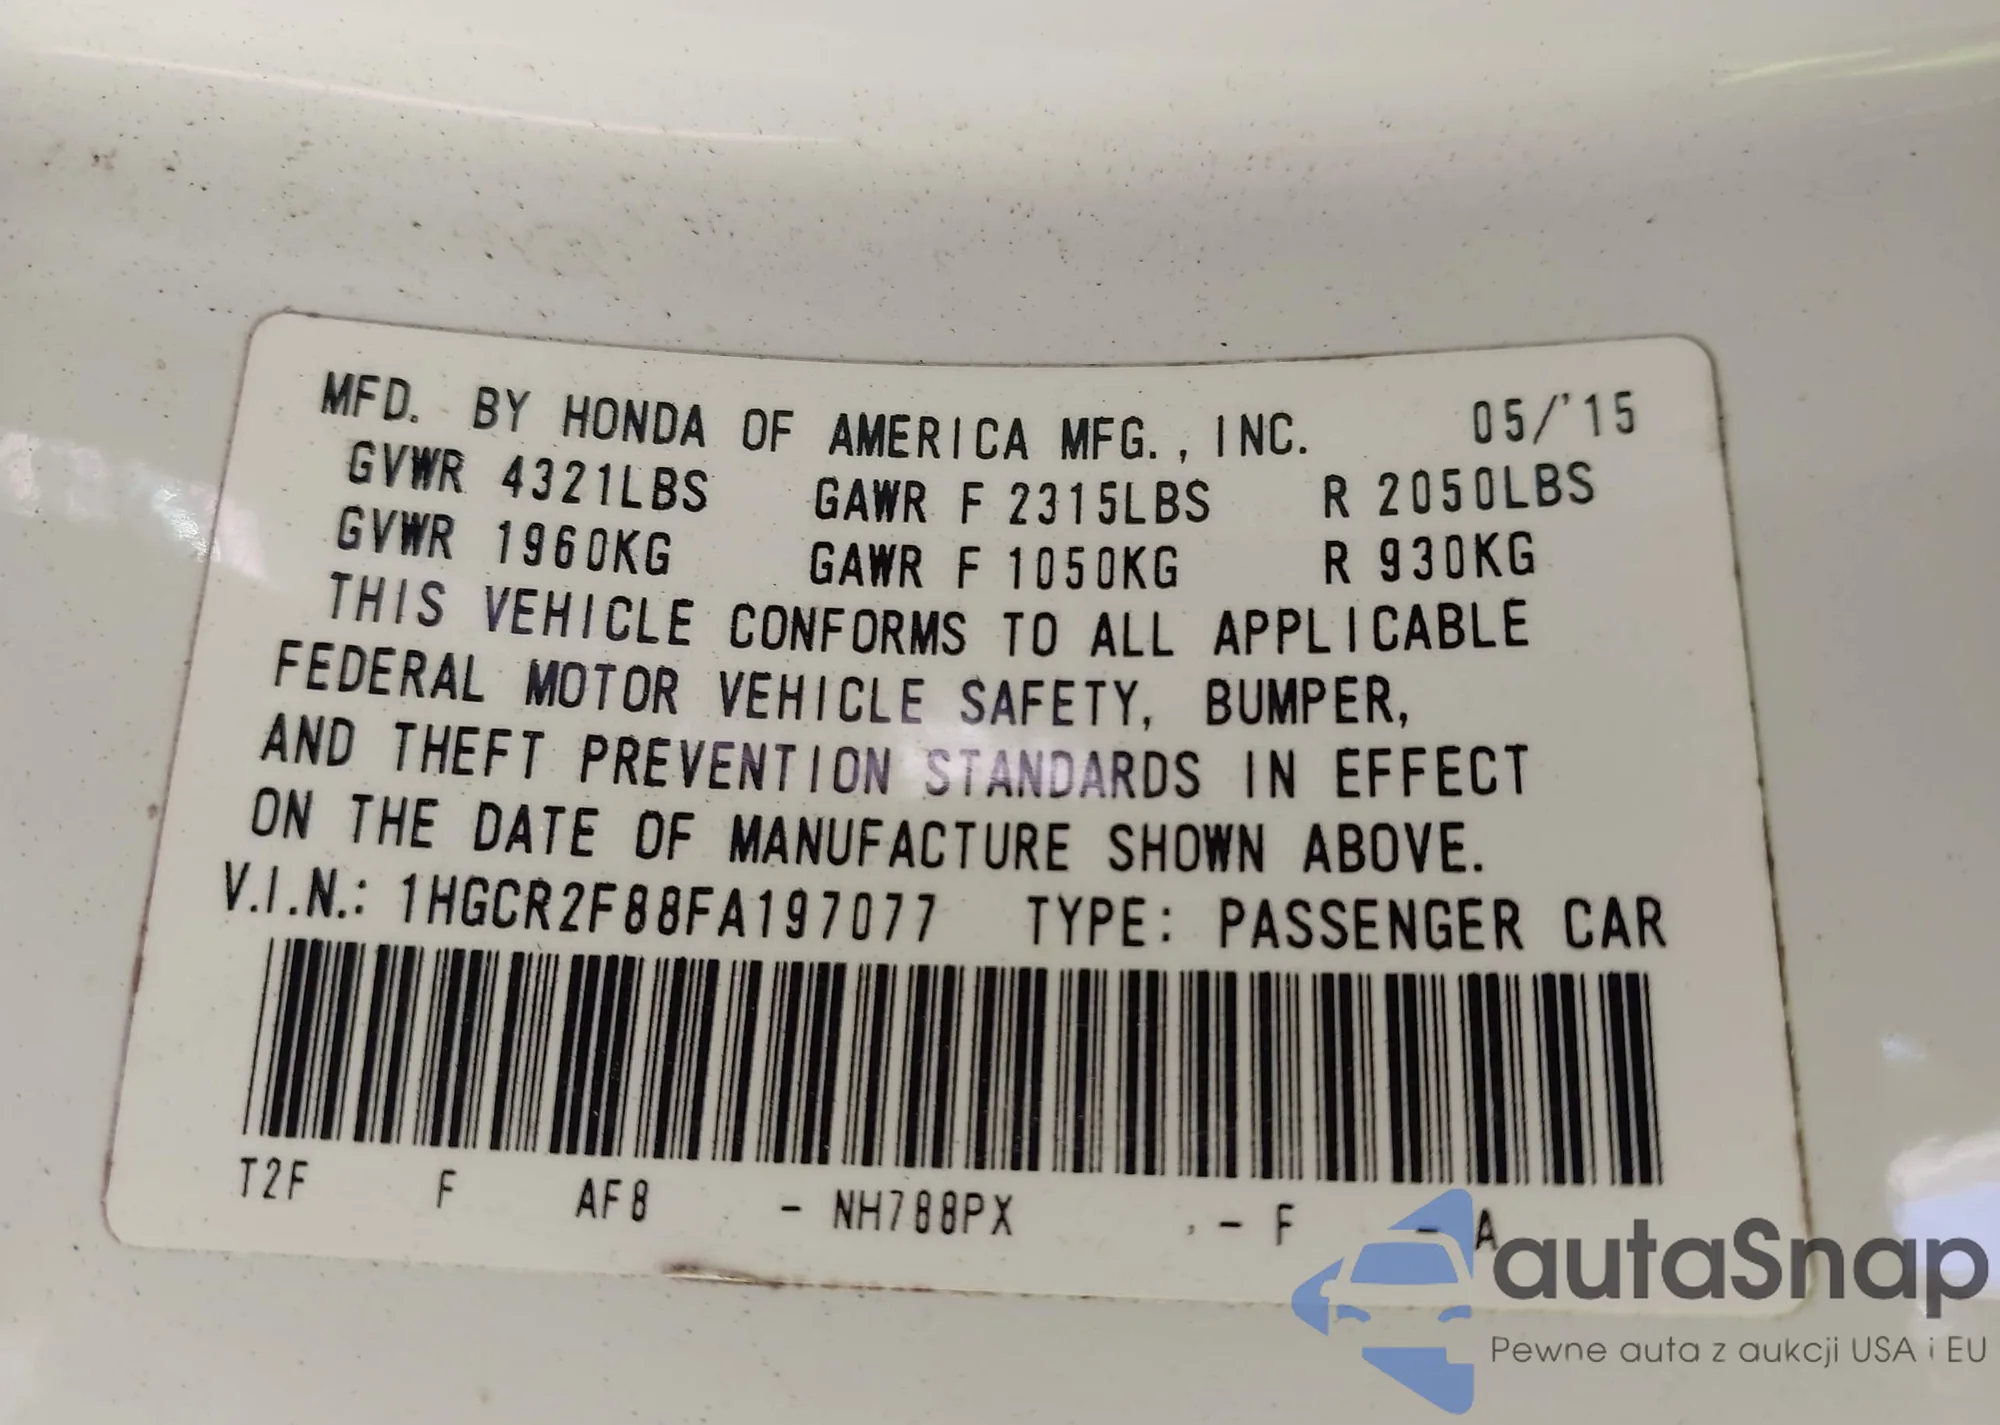 MFD. BY HONDA OF AMERICA MFG., INC. 05/'15
GVWR 4321LBS GAWR F 2315LBS R 2050LBS
GVWR 1960KG GAWR F 1050KG R 930KG
THIS VEHICLE CONFORMS TO ALL APPLICABLE
FEDERAL MOTOR VEHICLE SAFETY, BUMPER,
AND THEFT PREVENTION STANDARDS IN EFFECT
ON THE DATE OF MANUFACTURE SHOWN ABOVE.
V.I.N.: 1HGCR2F88FA197077 TYPE: PASSENGER CAR
T2F F AF8 - NH788PX - F - A
autaSnap
Pewne auta z aukcji USA i EU